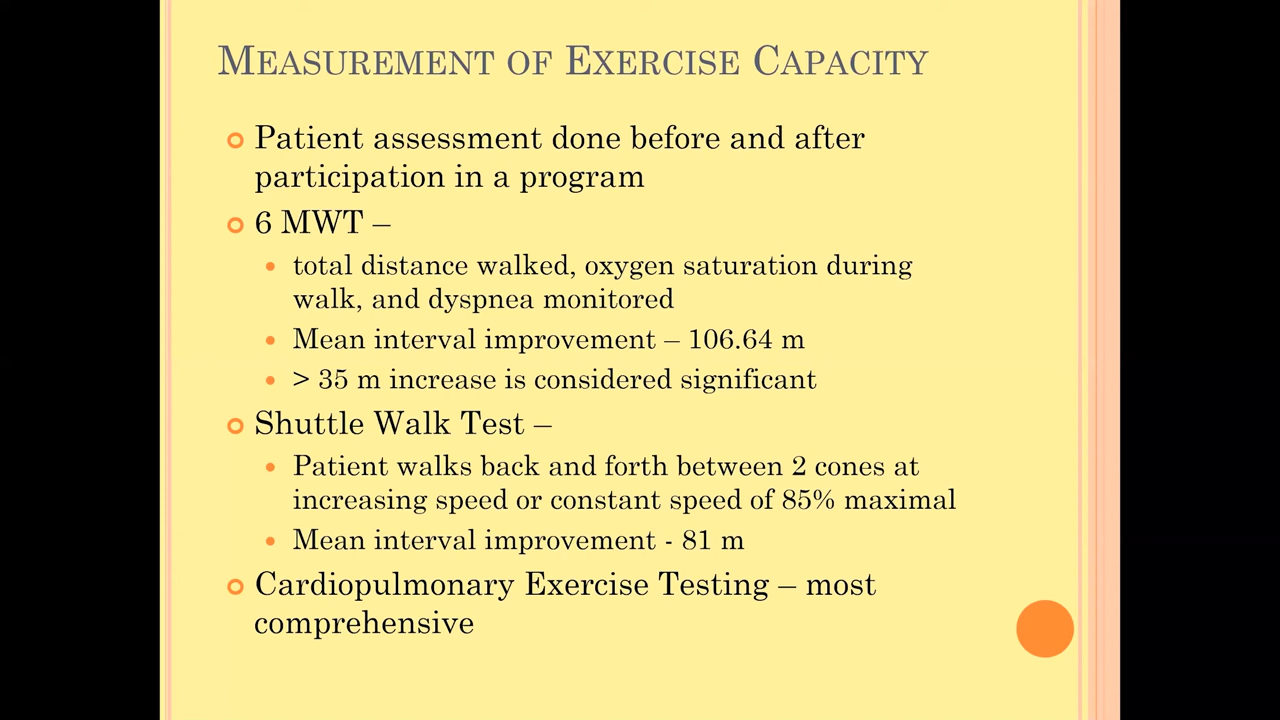 Measurement of Exercise Capacity
Patient assessment done before and after
participation in a program
6 MWT –
total distance walked, oxygen saturation during
walk, and dyspnea monitored
Mean interval improvement – 106.64 m
> 35 m increase is considered significant
Shuttle Walk Test –
Patient walks back and forth between 2 cones at
increasing speed or constant speed of 85% maximal
Mean interval improvement - 81 m
Cardiopulmonary Exercise Testing – most
comprehensive